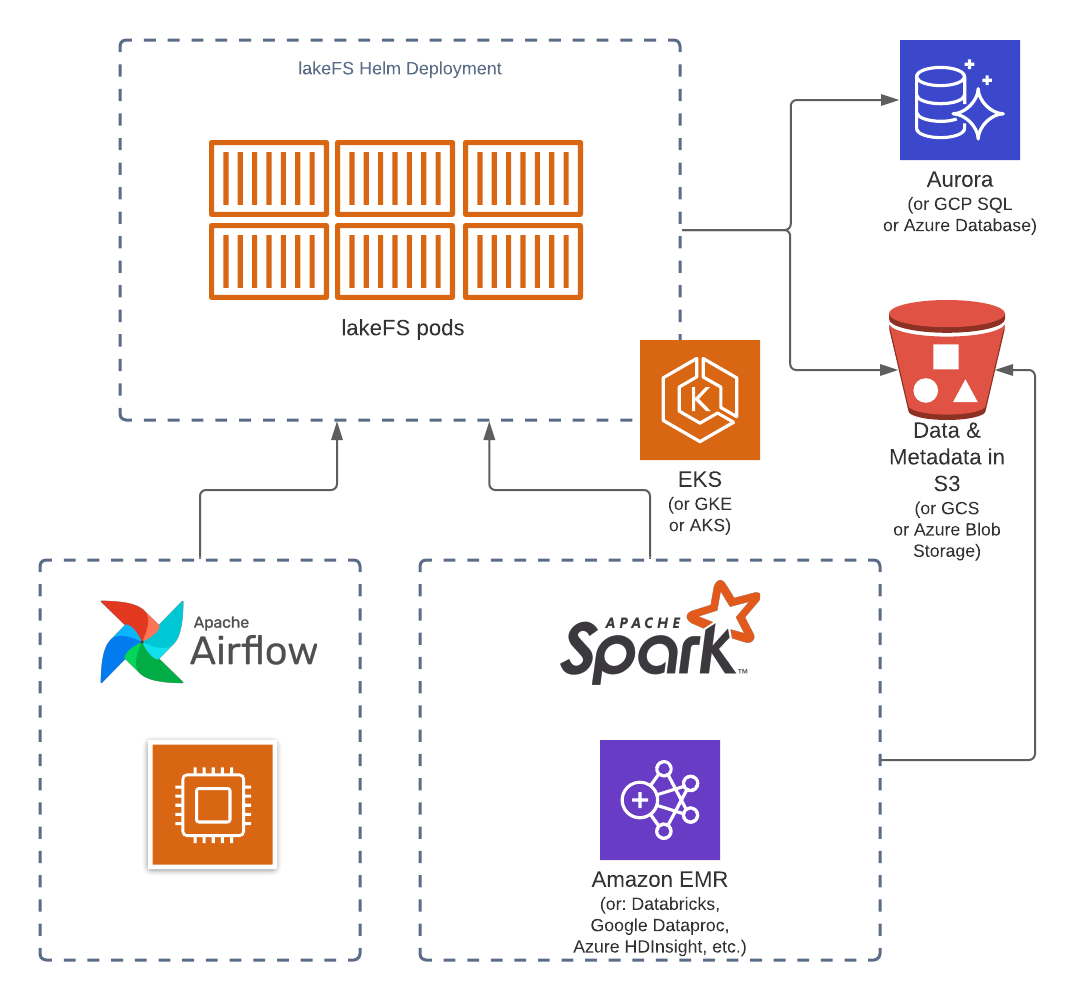 lakeFS Helm Deployment
lakeFS pods
Aurora
(or GCP SQL
or Azure Database)
K
EKS
(or GKE
or AKS)
Data &
Metadata in
S3
(or GCS
or Azure Blob
Storage)
Apache
Airflow
APACHE
Spark™
Amazon EMR
(or: Databricks,
Google Dataproc,
Azure HDInsight, etc.)